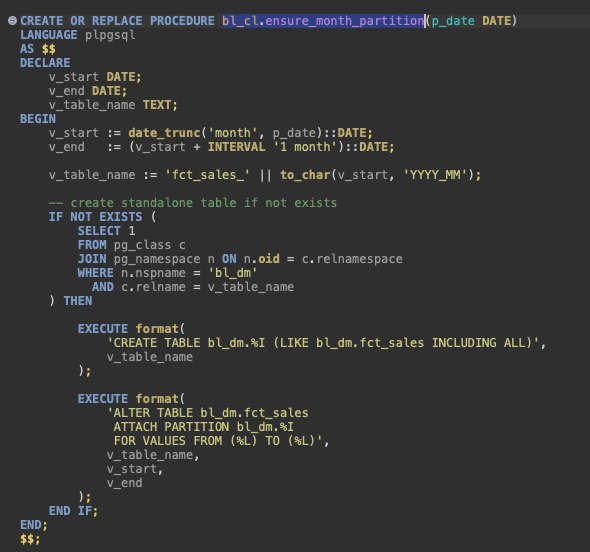 CREATE OR REPLACE PROCEDURE bl_cl.ensure_month_partition(p_date DATE)
LANGUAGE plpgsql
AS $$
DECLARE
    v_start DATE;
    v_end DATE;
    v_table_name TEXT;
BEGIN
    v_start := date_trunc('month', p_date)::DATE;
    v_end   := (v_start + INTERVAL '1 month')::DATE;

    v_table_name := 'fct_sales_' || to_char(v_start, 'YYYY_MM');

    -- create standalone table if not exists
    IF NOT EXISTS (
        SELECT 1
        FROM pg_class c
        JOIN pg_namespace n ON n.oid = c.relnamespace
        WHERE n.nspname = 'bl_dm'
          AND c.relname = v_table_name
    ) THEN

        EXECUTE format(
            'CREATE TABLE bl_dm.%I (LIKE bl_dm.fct_sales INCLUDING ALL)',
            v_table_name
        );

        EXECUTE format(
            'ALTER TABLE bl_dm.fct_sales
             ATTACH PARTITION bl_dm.%I
             FOR VALUES FROM (%L) TO (%L)',
            v_table_name,
            v_start,
            v_end
        );
    END IF;
END;
$$;